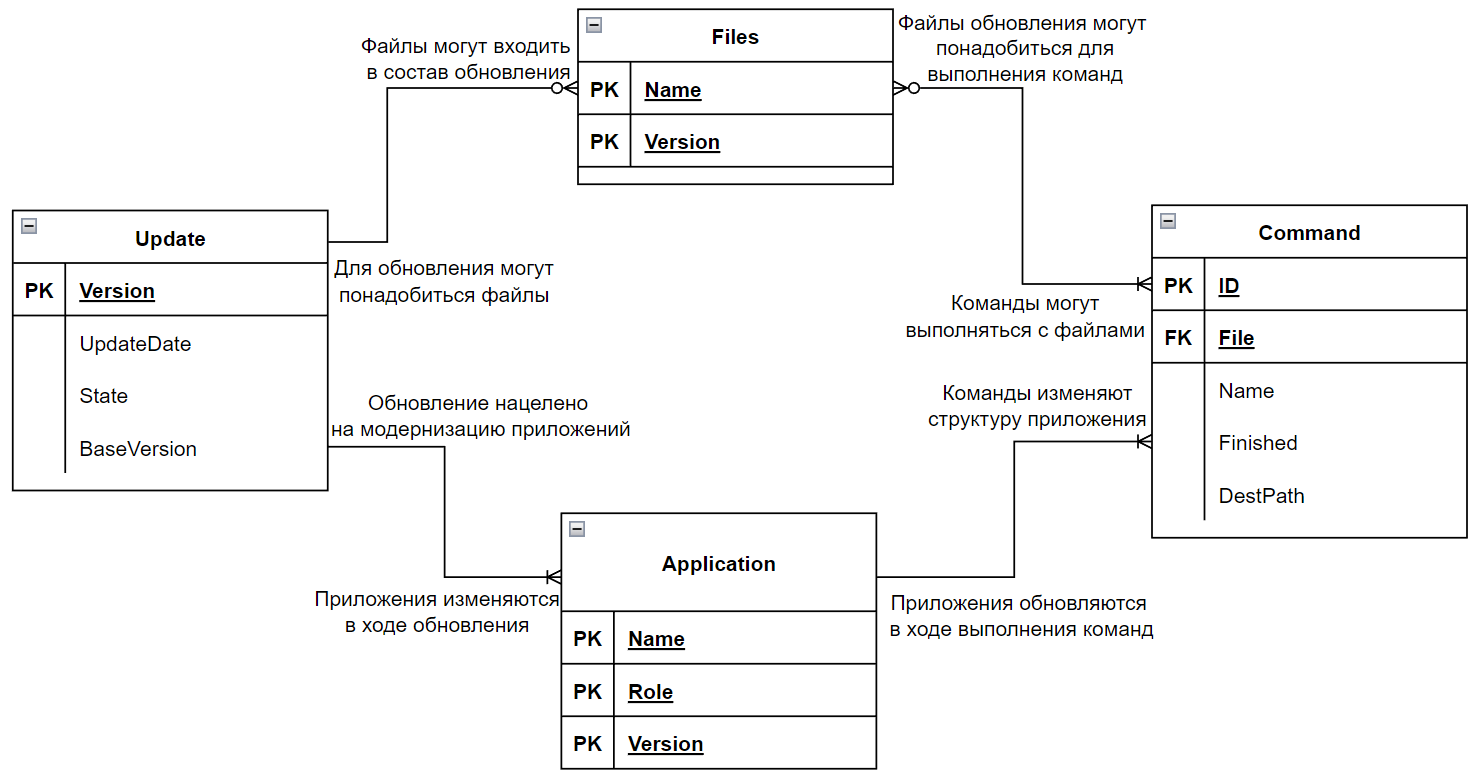 Файлы могут входить
в состав обновления
Files
PK Name
PK Version
Файлы обновления могут
понадобиться для
выполнения команд
Update
PK Version
UpdateDate
State
BaseVersion
Для обновления могут
понадобиться файлы
Команды могут
выполняться с файлами
Command
PK ID
FK File
Name
Finished
DestPath
Обновление нацелено
на модернизацию приложений
Команды изменяют
структуру приложения
Приложения изменяются
в ходе обновления
Application
PK Name
PK Role
PK Version
Приложения обновляются
в ходе выполнения команд